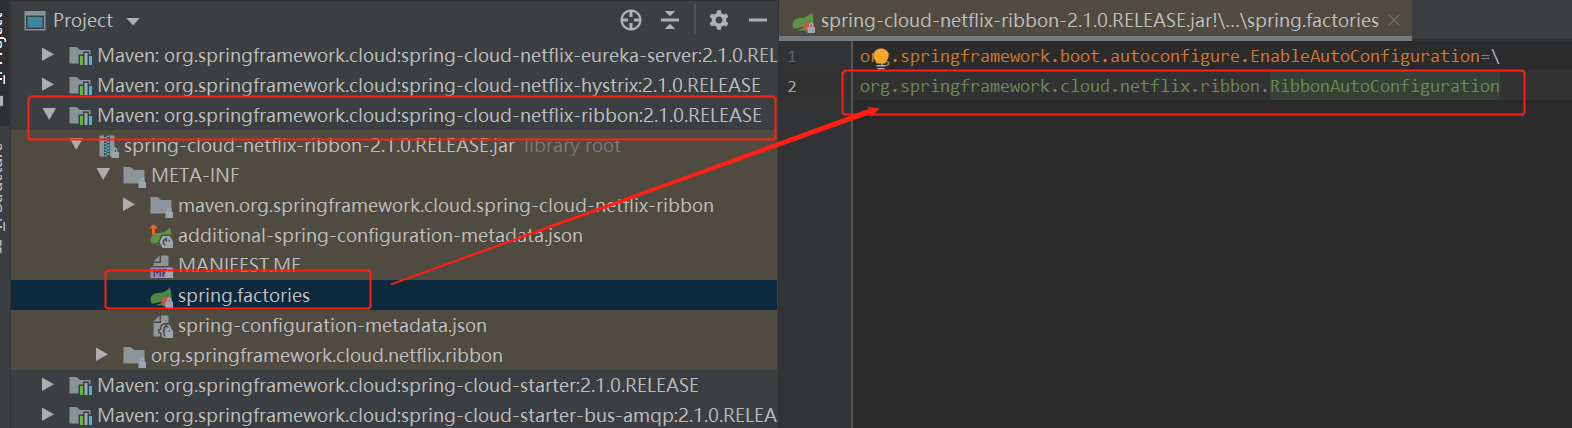 Project
Maven: org.springframework.cloud:spring-cloud-netflix-eureka-server:2.1.0.REL
Maven: org.springframework.cloud:spring-cloud-netflix-hystrix:2.1.0.RELEASE
Maven: org.springframework.cloud:spring-cloud-netflix-ribbon:2.1.0.RELEASE
spring-cloud-netflix-ribbon-2.1.0.RELEASE.jar library root
META-INF
maven.org.springframework.cloud.spring-cloud-netflix-ribbon
additional-spring-configuration-metadata.json
MANIFEST.MF
spring.factories
spring-configuration-metadata.json
org.springframework.cloud.netflix.ribbon
Maven: org.springframework.cloud:spring-cloud-starter:2.1.0.RELEASE
Maven: org.springframework.cloud:spring-cloud-starter-bus-amqp:2.1.0.RELEA
spring-cloud-netflix-ribbon-2.1.0.RELEASE.jar!\...\spring.factories
1 org.springframework.boot.autoconfigure.EnableAutoConfiguration=\
2 org.springframework.cloud.netflix.ribbon.RibbonAutoConfiguration